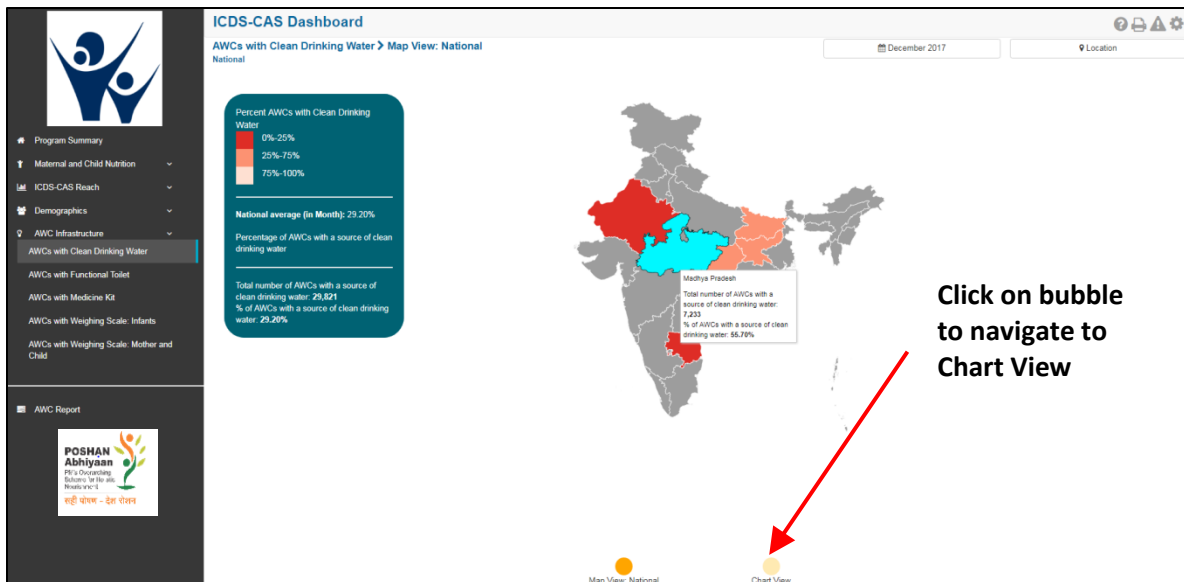 ICDS-CAS Dashboard
AWCs with Clean Drinking Water > Map View: National
National
December 2017
Location
Program Summary
Maternal and Child Nutrition
ICDS-CAS Reach
Demographics
AWC Infrastructure
AWCs with Clean Drinking Water
AWCs with Functional Toilet
AWCs with Medicine Kit
AWCs with Weighing Scale: Infants
AWCs with Weighing Scale: Mother and
Child
AWC Report
POSHAN
Abhiyaan
PM's Overarching
Scheme for Holistic
Nourishment
सही पोषण - देश रोशन
Percent AWCs with Clean Drinking
Water
0%-25%
25%-75%
75%-100%
National average (in Month): 29.20%
Percentage of AWCs with a source of clean
drinking water
Total number of AWCs with a source of
clean drinking water: 29,821
% of AWCs with a source of clean drinking
water: 29.20%
Madhya Pradesh
Total number of AWCs with a
source of clean drinking water:
7,233
% of AWCs with a source of clean
drinking water: 55.70%
Click on bubble
to navigate to
Chart View
Map View: National
Chart View